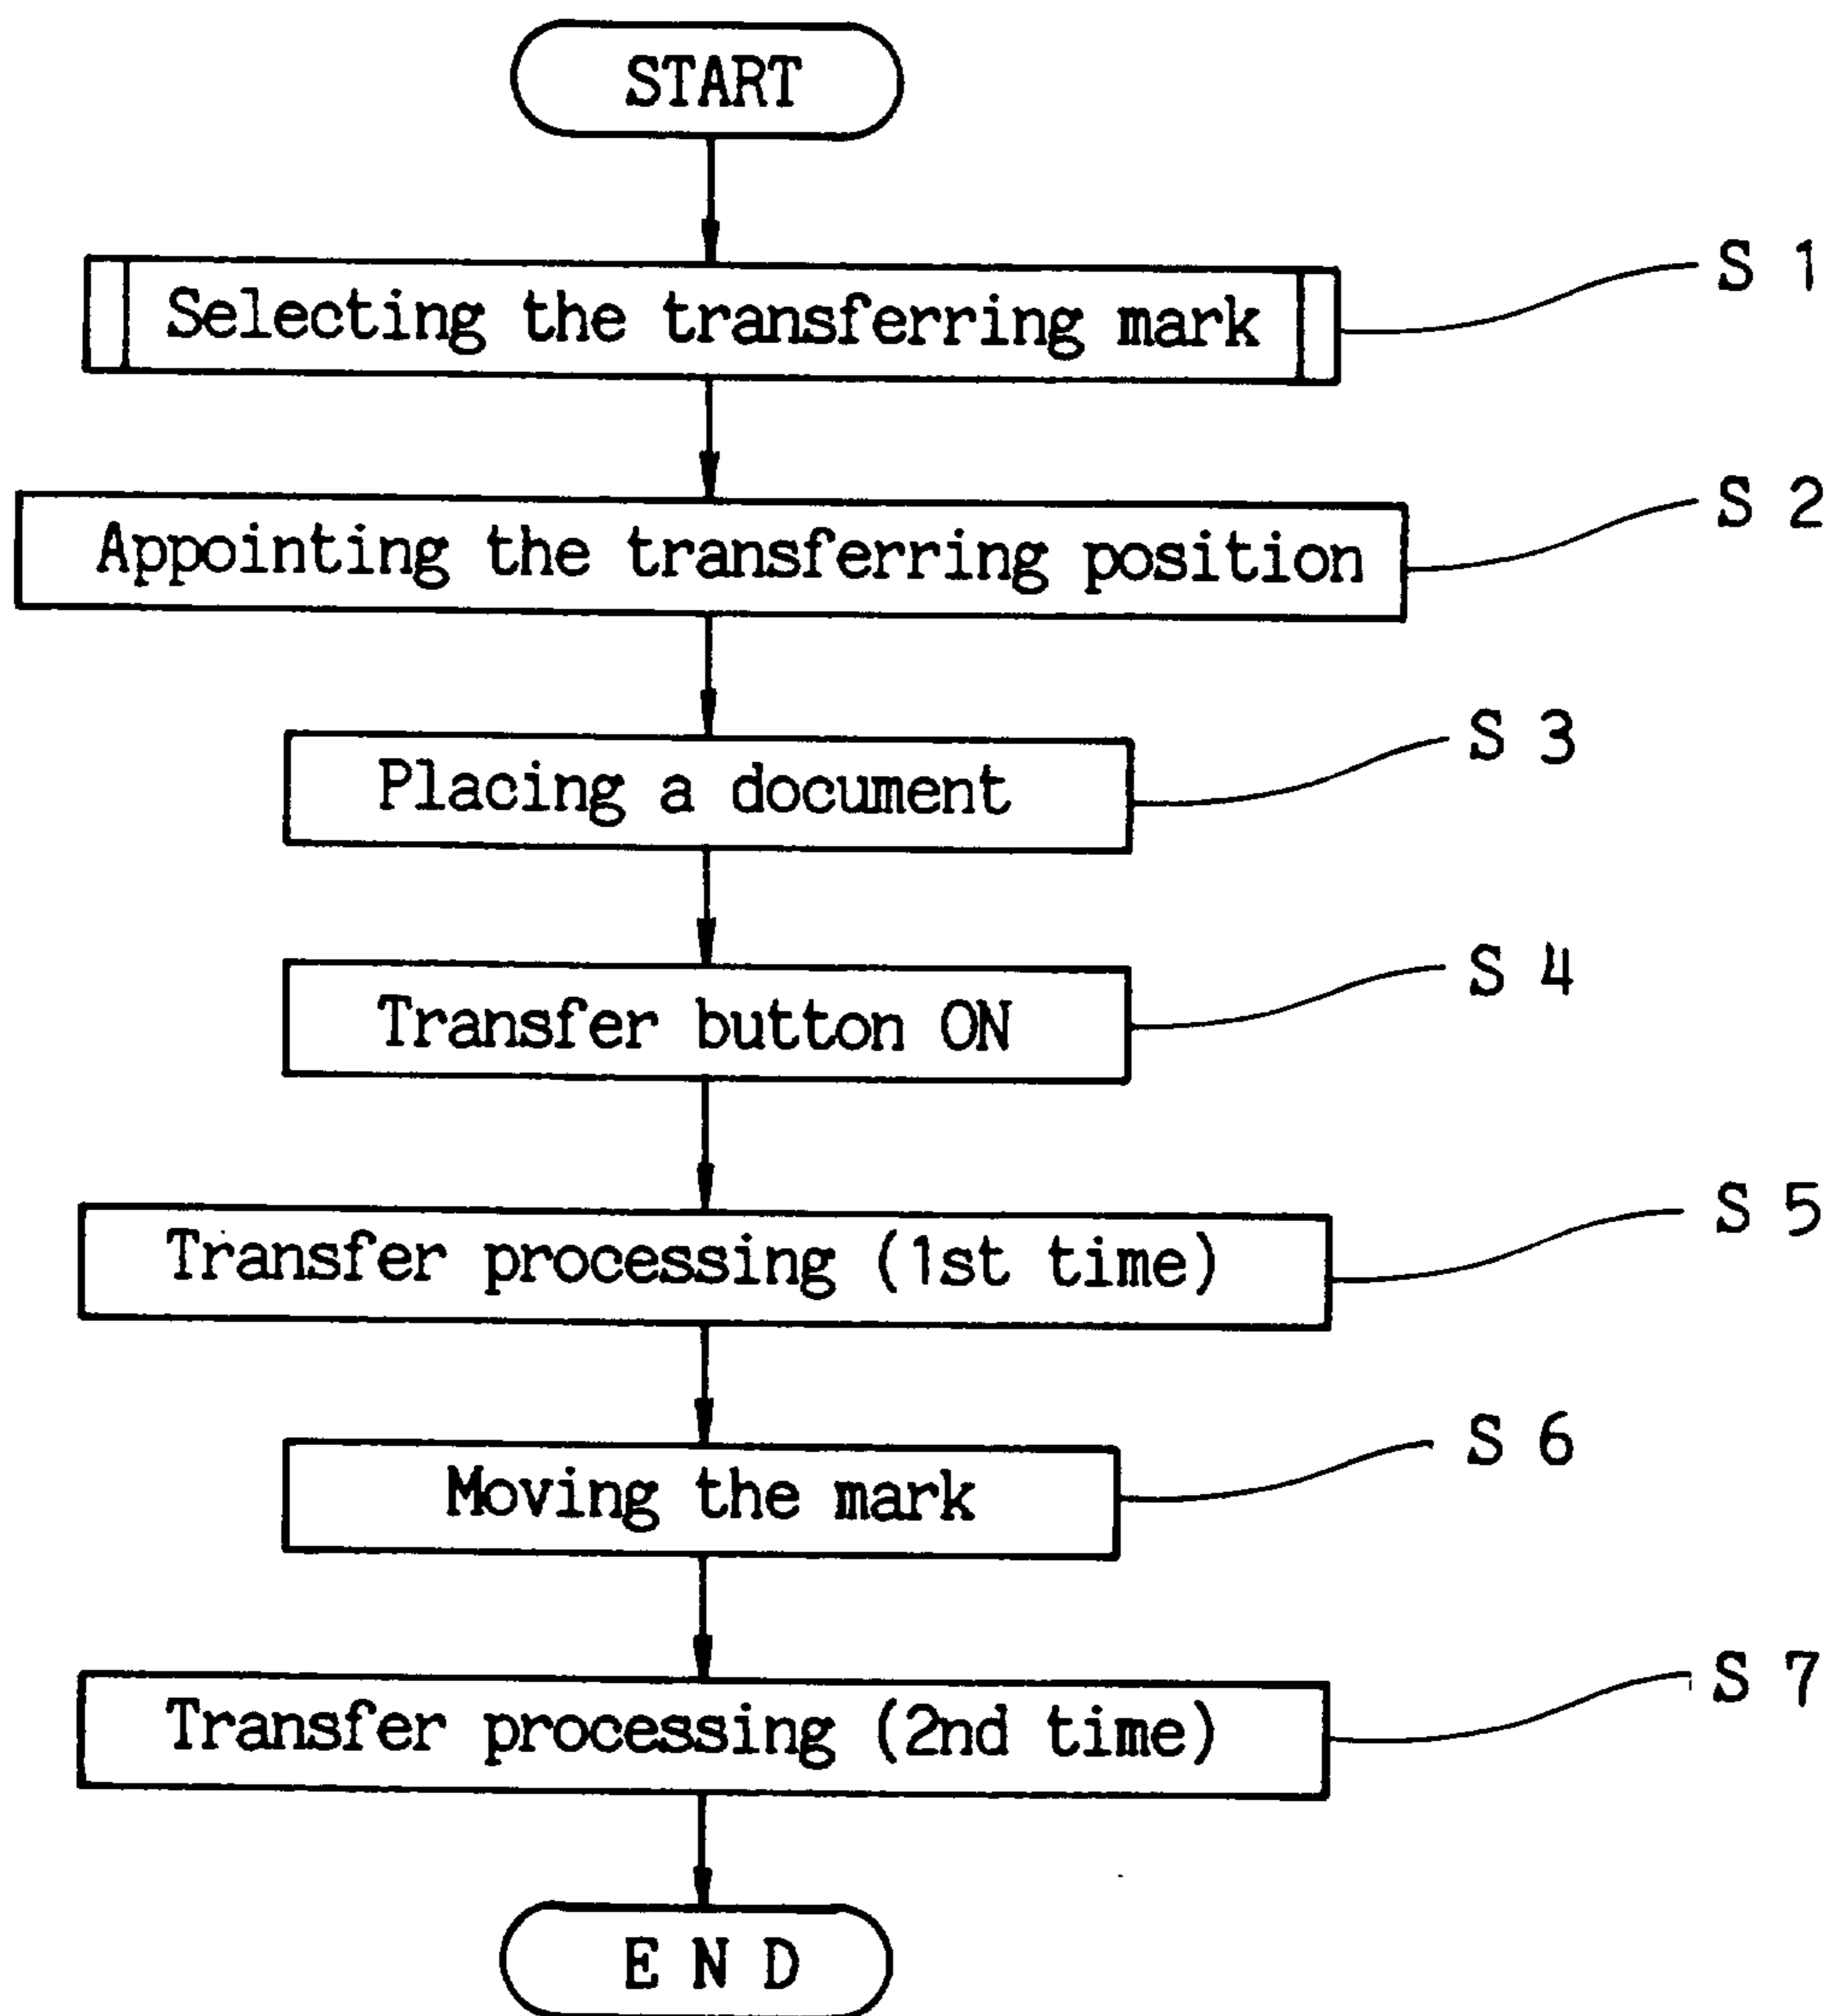 START
Selecting the transferring mark
S 1
Appointing the transferring position
S 2
Placing a document
S 3
Transfer button ON
S 4
Transfer processing (1st time)
S 5
Moving the mark
S 6
Transfer processing (2nd time)
S 7
E N D